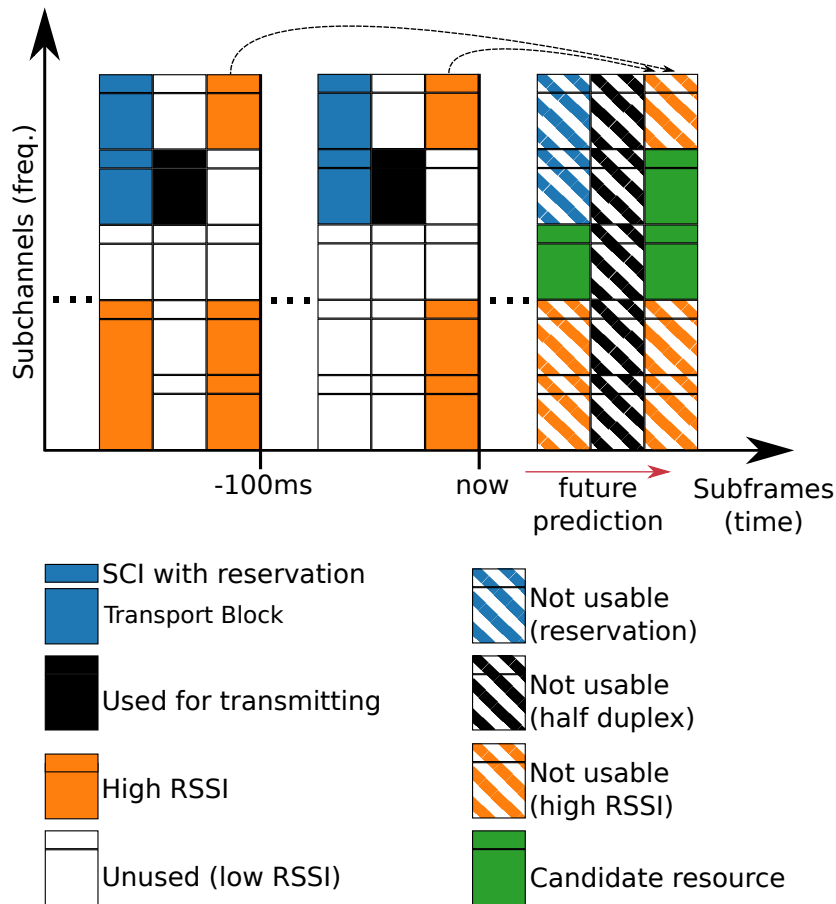 Subchannels (freq.)
-100ms
now
future
prediction
Subframes
(time)
SCI with reservation
Transport Block
Used for transmitting
High RSSI
Unused (low RSSI)
Not usable
(reservation)
Not usable
(half duplex)
Not usable
(high RSSI)
Candidate resource